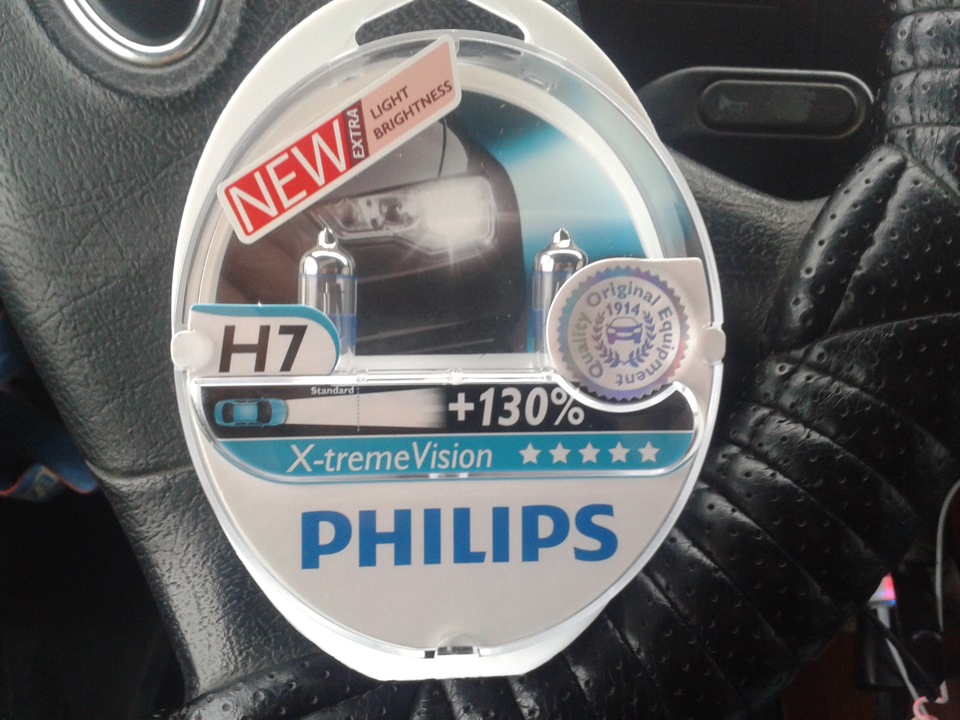 NEW EXTRA LIGHT
BRIGHTNESS
H7
Quality Original Equipment
1914
Standard
+130%
X-tremeVision
PHILIPS